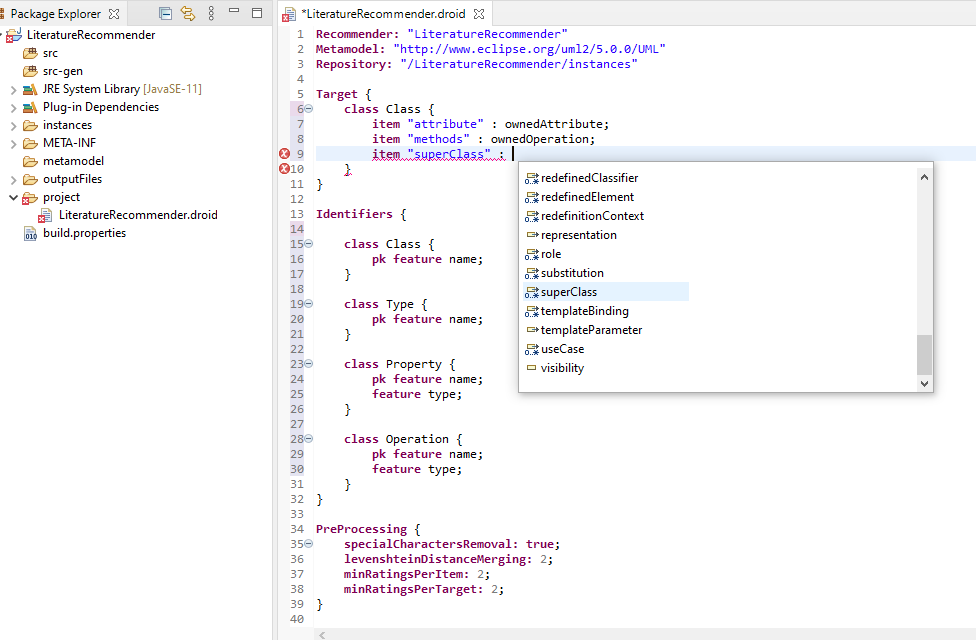 Package Explorer
LiteratureRecommender
src
src-gen
JRE System Library [JavaSE-11]
Plug-in Dependencies
instances
META-INF
metamodel
outputFiles
project
LiteratureRecommender.droid
build.properties
*LiteratureRecommender.droid
1 Recommender: "LiteratureRecommender"
2 Metamodel: "http://www.eclipse.org/uml2/5.0.0/UML"
3 Repository: "/LiteratureRecommender/instances"
4
5 Target {
6 class Class {
7 item "attribute" : ownedAttribute;
8 item "methods" : ownedOperation;
9 item "superClass" :
10 }
11 }
12
13 Identifiers {
14
15 class Class {
16 pk feature name;
17 }
18
19 class Type {
20 pk feature name;
21 }
22
23 class Property {
24 pk feature name;
25 feature type;
26 }
27
28 class Operation {
29 pk feature name;
30 feature type;
31 }
32 }
33
34 PreProcessing {
35 specialCharactersRemoval: true;
36 levenshteinDistanceMerging: 2;
37 minRatingsPerItem: 2;
38 minRatingsPerTarget: 2;
39 }
40
redefinedClassifier
redefinedElement
redefinitionContext
representation
role
substitution
superClass
templateBinding
templateParameter
useCase
visibility